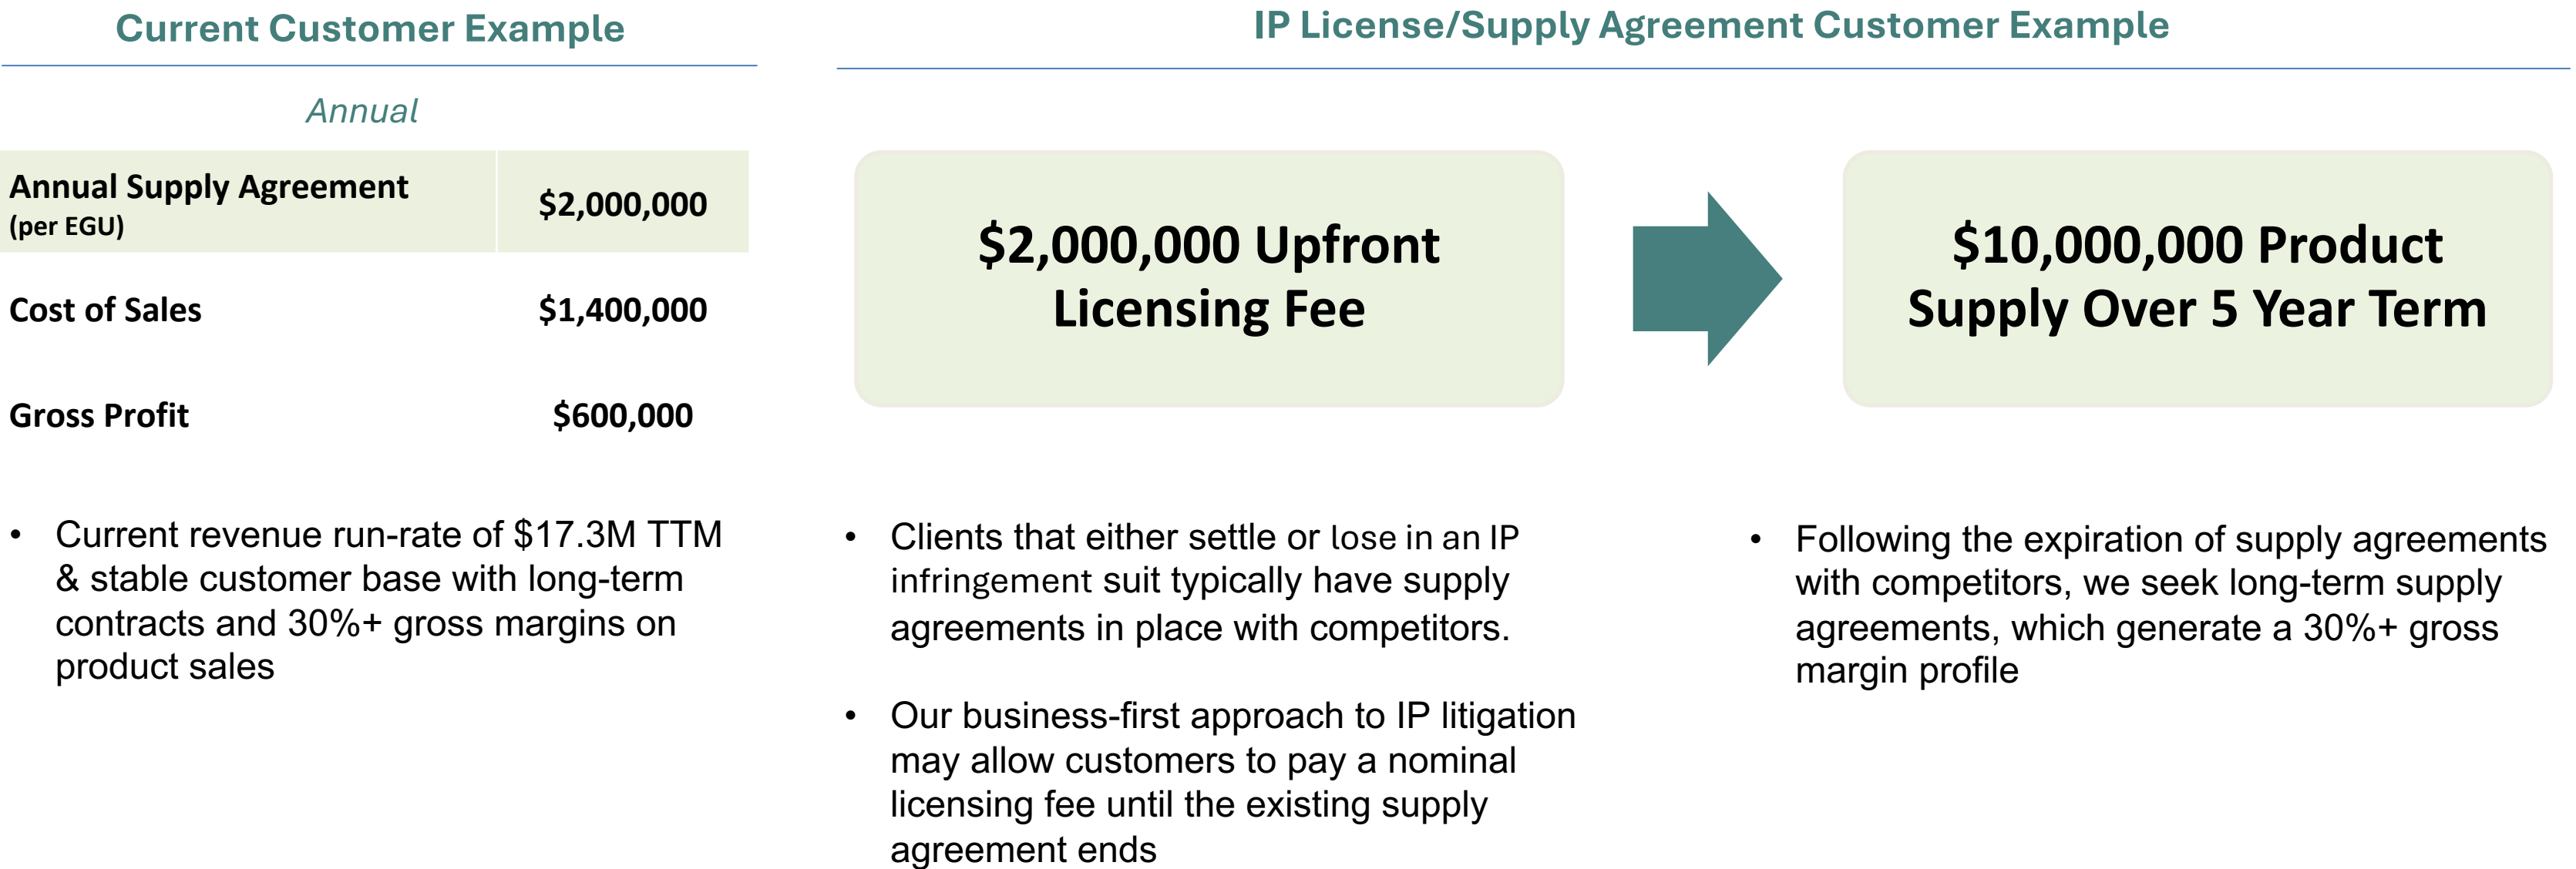 Current Customer Example
Annual
Annual Supply Agreement
(per EGU)
$2,000,000
Cost of Sales
$1,400,000
Gross Profit
$600,000
• Current revenue run-rate of $17.3M TTM
& stable customer base with long-term
contracts and 30%+ gross margins on
product sales
IP License/Supply Agreement Customer Example
$2,000,000 Upfront
Licensing Fee
$10,000,000 Product
Supply Over 5 Year Term
• Clients that either settle or lose in an IP
infringement suit typically have supply
agreements in place with competitors.
• Our business-first approach to IP litigation
may allow customers to pay a nominal
licensing fee until the existing supply
agreement ends
• Following the expiration of supply agreements
with competitors, we seek long-term supply
agreements, which generate a 30%+ gross
margin profile